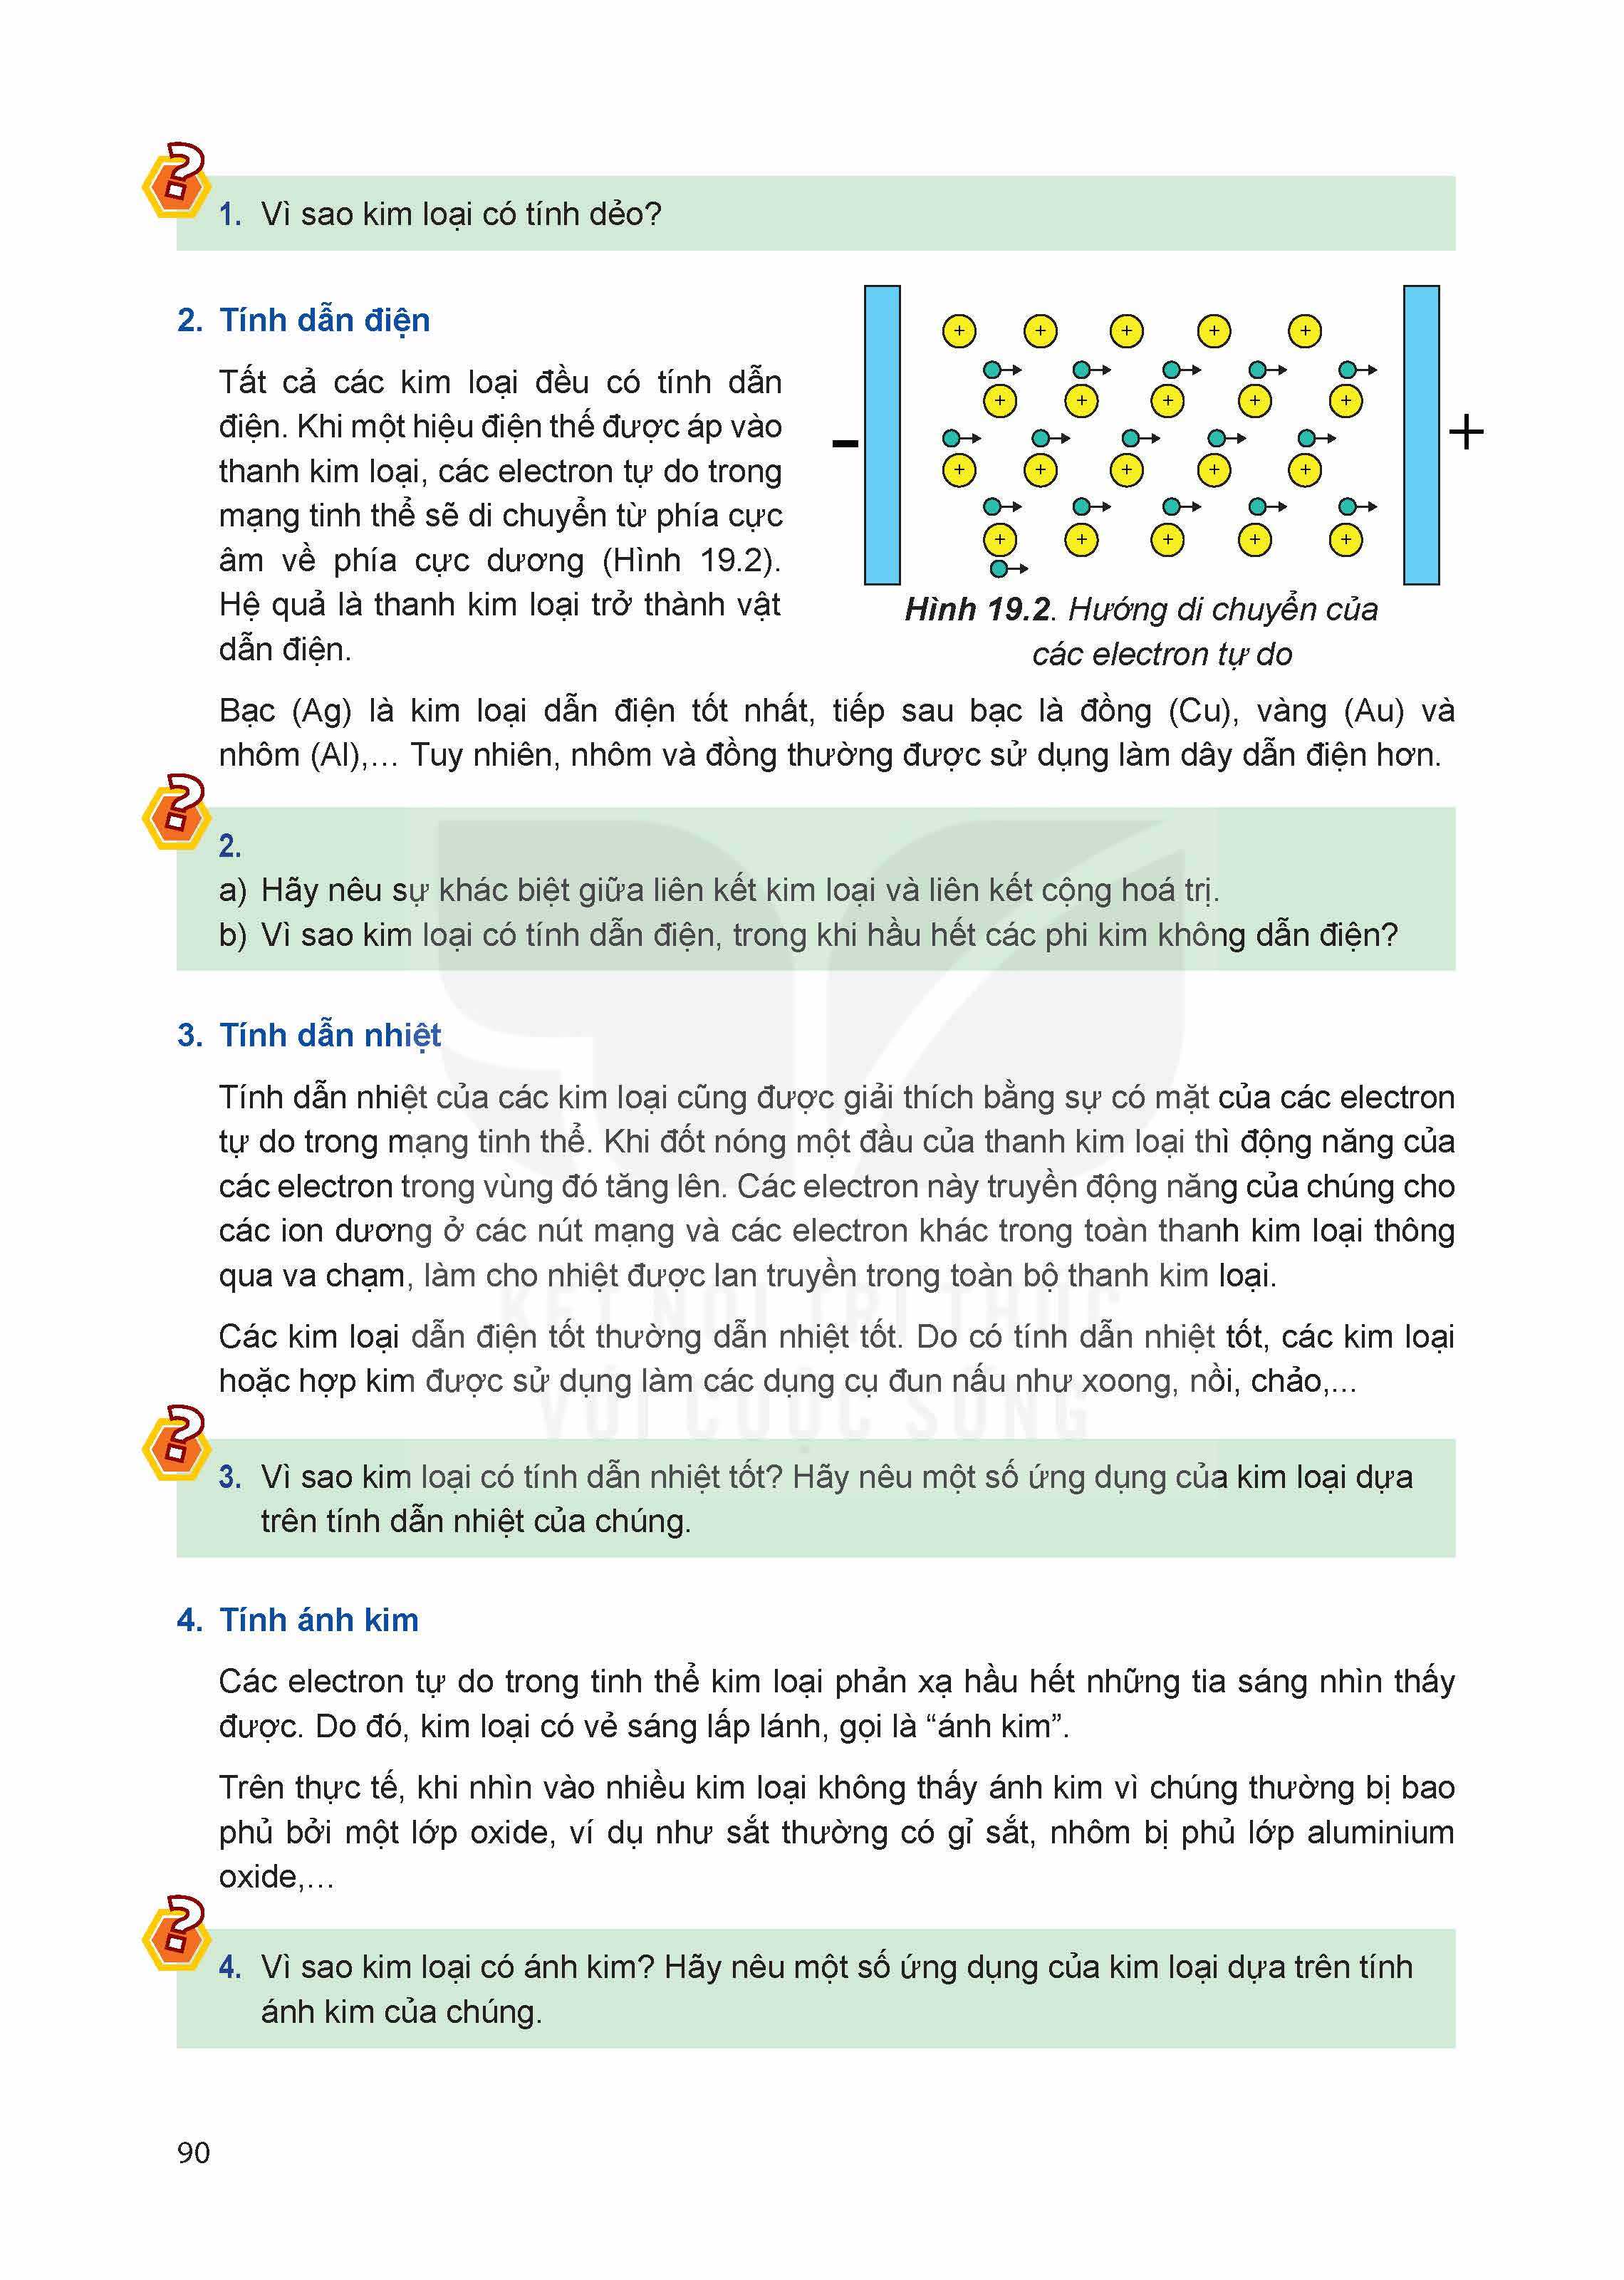 1. Vì sao kim loại có tính dẻo?
2. Tính dẫn điện
Tất cả các kim loại đều có tính dẫn
điện. Khi một hiệu điện thế được áp vào
thanh kim loại, các electron tự do trong
mạng tinh thể sẽ di chuyển từ phía cực
âm về phía cực dương (Hình 19.2).
Hệ quả là thanh kim loại trở thành vật
dẫn điện.
-
+ + + + +
+ + + + +
+ + + + +
+ + + + +
+
Hình 19.2. Hướng di chuyển của
các electron tự do
Bạc (Ag) là kim loại dẫn điện tốt nhất, tiếp sau bạc là đồng (Cu), vàng (Au) và
nhôm (Al),... Tuy nhiên, nhôm và đồng thường được sử dụng làm dây dẫn điện hơn.
2.
a) Hãy nêu sự khác biệt giữa liên kết kim loại và liên kết cộng hoá trị.
b) Vì sao kim loại có tính dẫn điện, trong khi hầu hết các phi kim không dẫn điện?
3. Tính dẫn nhiệt
Tính dẫn nhiệt của các kim loại cũng được giải thích bằng sự có mặt của các electron
tự do trong mạng tinh thể. Khi đốt nóng một đầu của thanh kim loại thì động năng của
các electron trong vùng đó tăng lên. Các electron này truyền động năng của chúng cho
các ion dương ở các nút mạng và các electron khác trong toàn thanh kim loại thông
qua va chạm, làm cho nhiệt được lan truyền trong toàn bộ thanh kim loại.
KẾT NỐI TRI THỨC
Các kim loại dẫn điện tốt thường dẫn nhiệt tốt. Do có tính dẫn nhiệt tốt, các kim loại
hoặc hợp kim được sử dụng làm các dụng cụ đun nấu như xoong, nồi, chảo,...
VỚI CUỘC SỐNG
3. Vì sao kim loại có tính dẫn nhiệt tốt? Hãy nêu một số ứng dụng của kim loại dựa
trên tính dẫn nhiệt của chúng.
4. Tính ánh kim
Các electron tự do trong tinh thể kim loại phản xạ hầu hết những tia sáng nhìn thấy
được. Do đó, kim loại có vẻ sáng lấp lánh, gọi là “ánh kim”.
Trên thực tế, khi nhìn vào nhiều kim loại không thấy ánh kim vì chúng thường bị bao
phủ bởi một lớp oxide, ví dụ như sắt thường có gỉ sắt, nhôm bị phủ lớp aluminium
oxide,...
4. Vì sao kim loại có ánh kim? Hãy nêu một số ứng dụng của kim loại dựa trên tính
ánh kim của chúng.
90